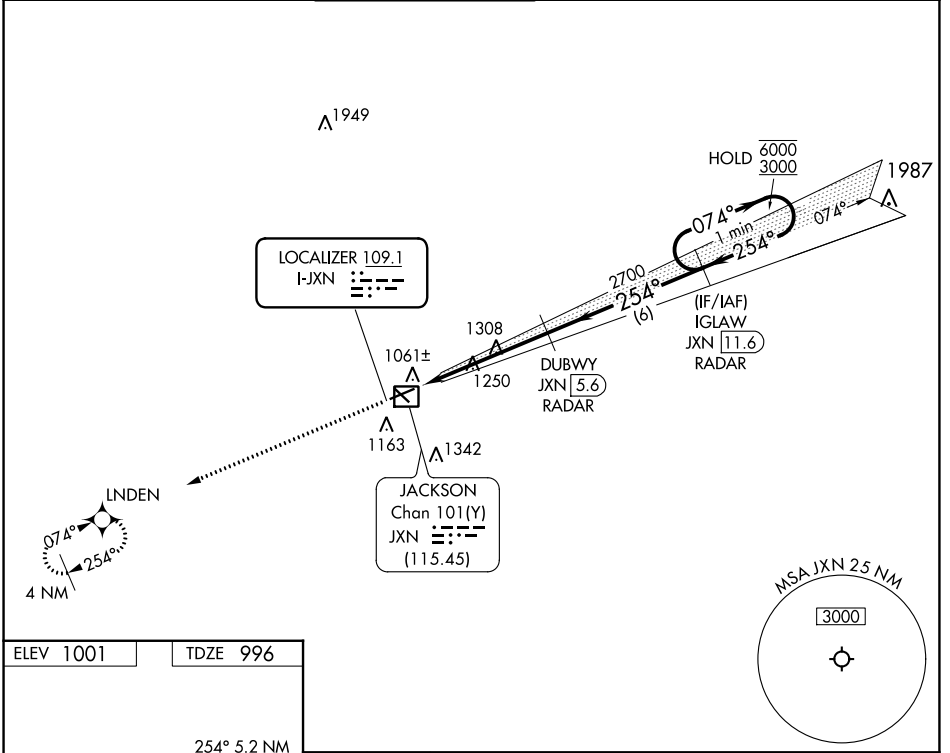 1949
HOLD 6000
3000
1987
074°
1 min
254°
074°
LOCALIZER 109.1
I-JXN
2700
254°
(6)
(IF/IAF)
IGLAW
JXN 11.6
RADAR
1308
1061±
1250
DUBWY
JXN 5.6
RADAR
1163
1342
JACKSON
Chan 101(Y)
JXN
(115.45)
LNDEN
074°
254°
4 NM
MSA JXN 25 NM
3000
ELEV 1001
TDZE 996
254° 5.2 NM